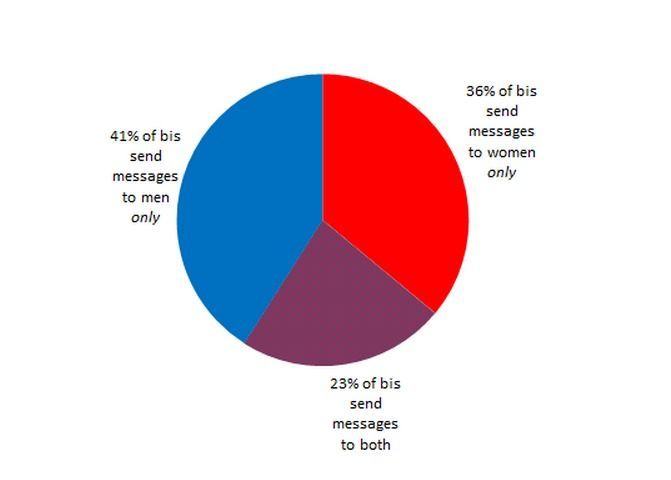 36% of bis
send
messages
to women
only
41% of bis
send
messages
to men
only
23% of bis
send
messages
to both